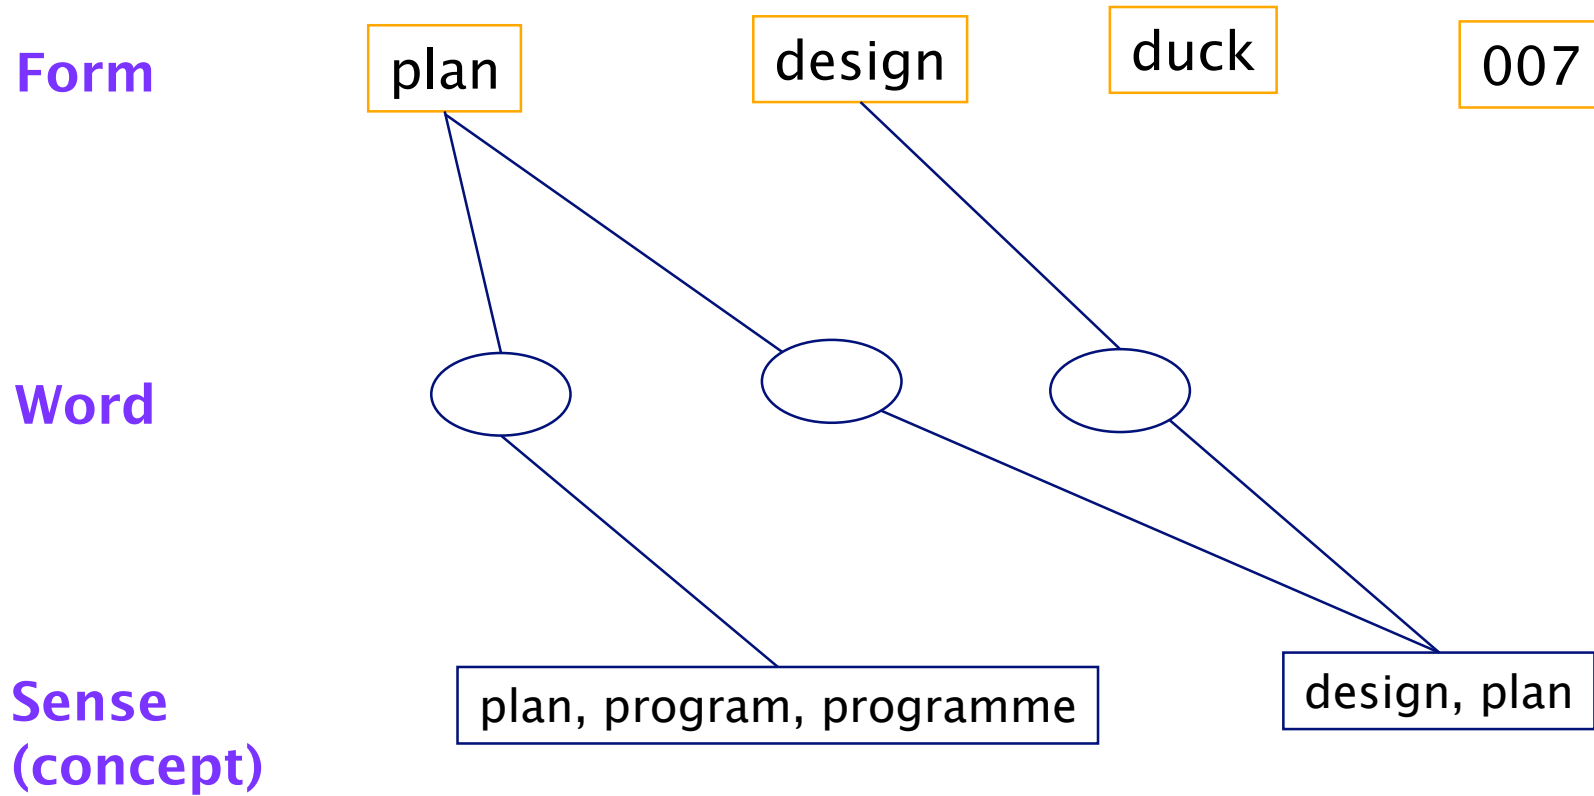 Form
plan
design
duck
007
Word
Sense
(concept)
plan, program, programme
design, plan